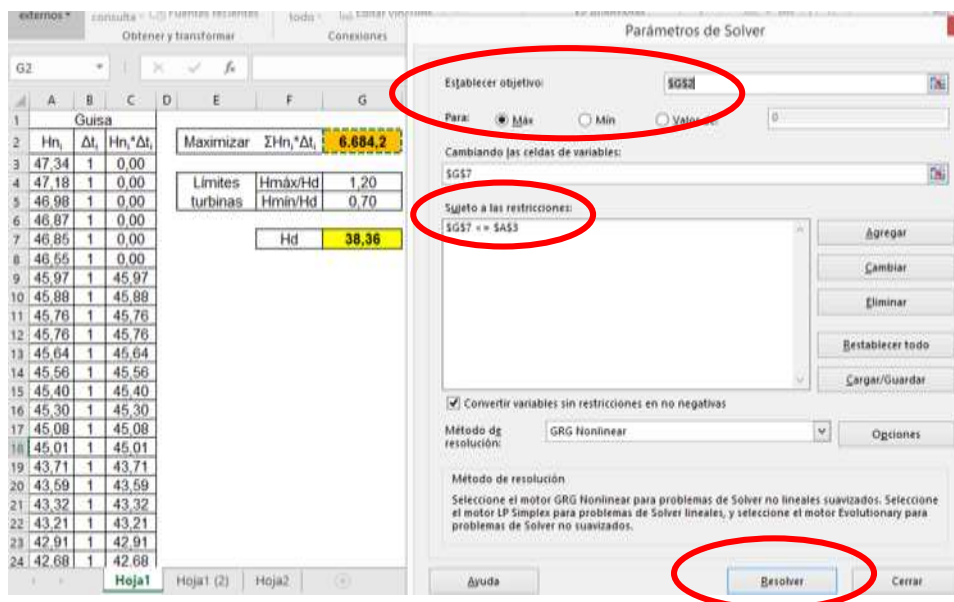 externos
consulta
Fuentes recientes
todo
Editar
Obtener y transformar
Conexiones
G2
fx
A B C D E F G
1 Guisa
2 Hni Δti Hni*Δti Maximizar ΣHni*Δti 6.684,2
3 47,34 1 0,00
4 47,18 1 0,00 Límites Hmáx/Hd 1,20
5 46,98 1 0,00 turbinas Hmín/Hd 0,70
6 46,87 1 0,00
7 46,85 1 0,00 Hd 38,36
8 46,55 1 0,00
9 45,97 1 45,97
10 45,88 1 45,88
11 45,76 1 45,76
12 45,76 1 45,76
13 45,64 1 45,64
14 45,56 1 45,56
15 45,40 1 45,40
16 45,30 1 45,30
17 45,08 1 45,08
18 45,01 1 45,01
19 43,71 1 43,71
20 43,59 1 43,59
21 43,32 1 43,32
22 43,21 1 43,21
23 42,91 1 42,91
24 42,68 1 42,68
Hoja1 Hoja1 (2) Hoja2
Parámetros de Solver
Establecer objetivo: $G$2
Para: Máx Mín Valor de: 0
Cambiando las celdas de variables:
$G$7
Sujeto a las restricciones:
$G$7 <= $A$3
Agregar
Cambiar
Eliminar
Restablecer todo
Cargar/Guardar
Convertir variables sin restricciones en no negativas
Método de resolución: GRG Nonlinear
Opciones
Método de resolución
Seleccione el motor GRG Nonlinear para problemas de Solver no lineales suavizados. Seleccione
el motor LP Simplex para problemas de Solver lineales, y seleccione el motor Evolutionary para
problemas de Solver no suavizados.
Ayuda Resolver Cerrar